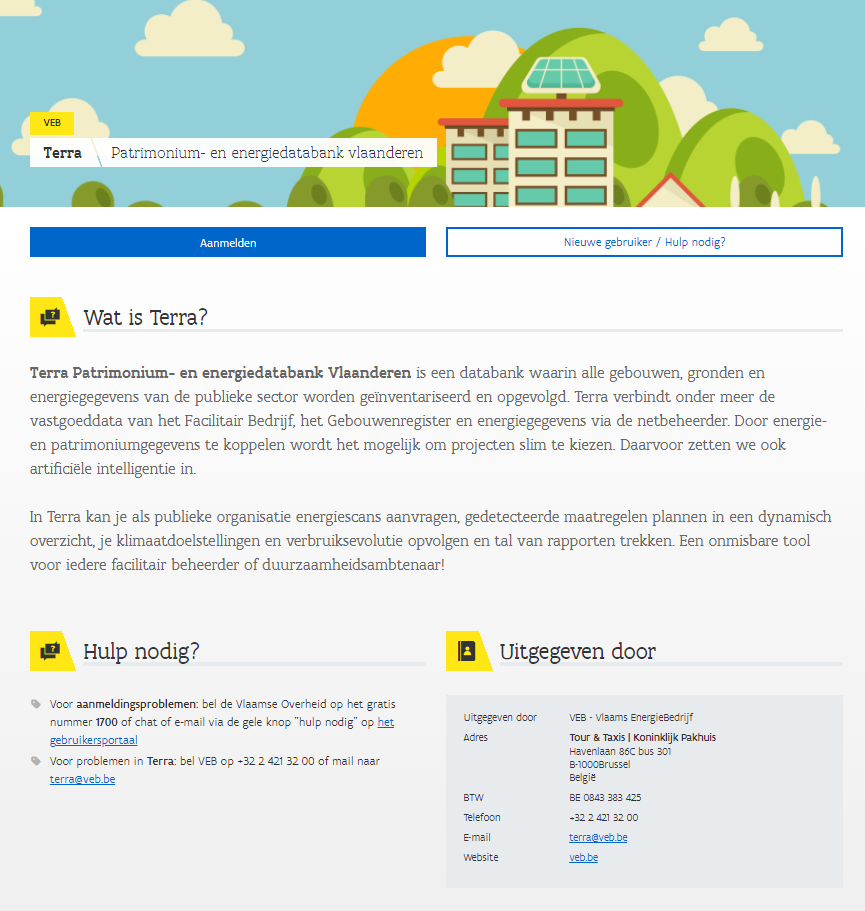 VEB
Terra Patrimonium- en energiedatabank vlaanderen
Aanmelden
Nieuwe gebruiker / Hulp nodig?
Wat is Terra?
Terra Patrimonium- en energiedatabank Vlaanderen is een databank waarin alle gebouwen, gronden en
energiegegevens van de publieke sector worden geïnventariseerd en opgevolgd. Terra verbindt onder meer de
vastgoeddata van het Facilitair Bedrijf, het Gebouwenregister en energiegegevens via de netbeheerder. Door energie-
en patrimoniumgegevens te koppelen wordt het mogelijk om projecten slim te kiezen. Daarvoor zetten we ook
artificiële intelligentie in.
In Terra kan je als publieke organisatie energiescans aanvragen, gedetecteerde maatregelen plannen in een dynamisch
overzicht, je klimaatdoelstellingen en verbruiksevolutie opvolgen en tal van rapporten trekken. Een onmisbare tool
voor iedere facilitair beheerder of duurzaamheidsambtenaar!
Hulp nodig?
Voor aanmeldingsproblemen: bel de Vlaamse Overheid op het gratis
nummer 1700 of chat of e-mail via de gele knop "hulp nodig" op het
gebruikersportaal
Voor problemen in Terra: bel VEB op +32 2 421 32 00 of mail naar
terra@veb.be
Uitgegeven door
Uitgegeven door VEB - Vlaams EnergieBedrijf
Adres Tour & Taxis | Koninklijk Pakhuis
Havenlaan 86C bus 301
B-1000Brussel
België
BTW BE 0843 383 425
Telefoon +32 2 421 32 00
E-mail terra@veb.be
Website veb.be